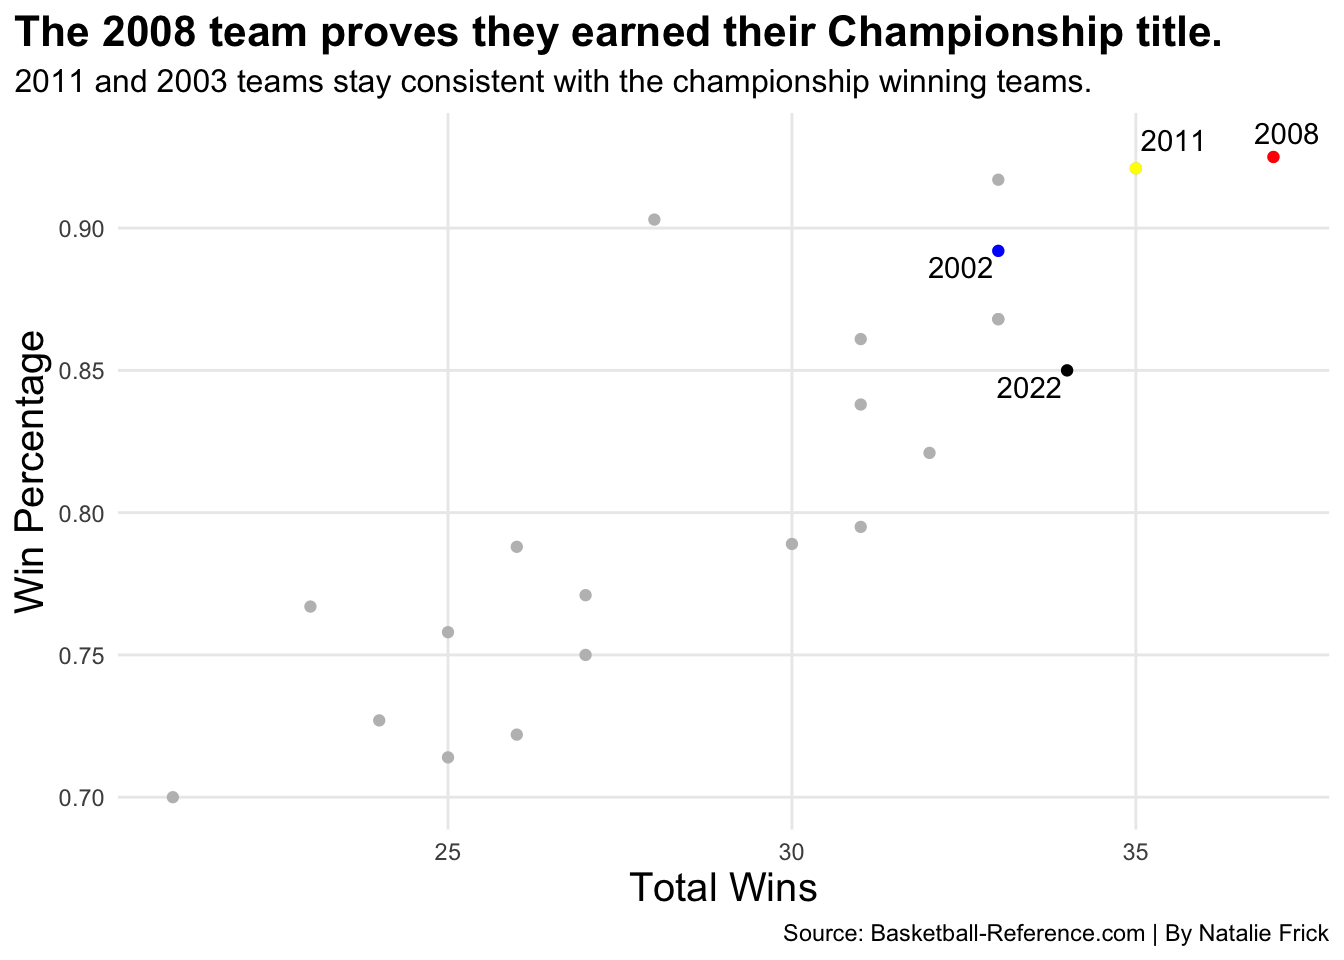 The 2008 team proves they earned their Championship title.
2011 and 2003 teams stay consistent with the championship winning teams.
2011
2008
0.90
2002
0.85
2022
0.80
0.75
0.70
Win Percentage
25
30
35
Total Wins
Source: Basketball-Reference.com | By Natalie Frick